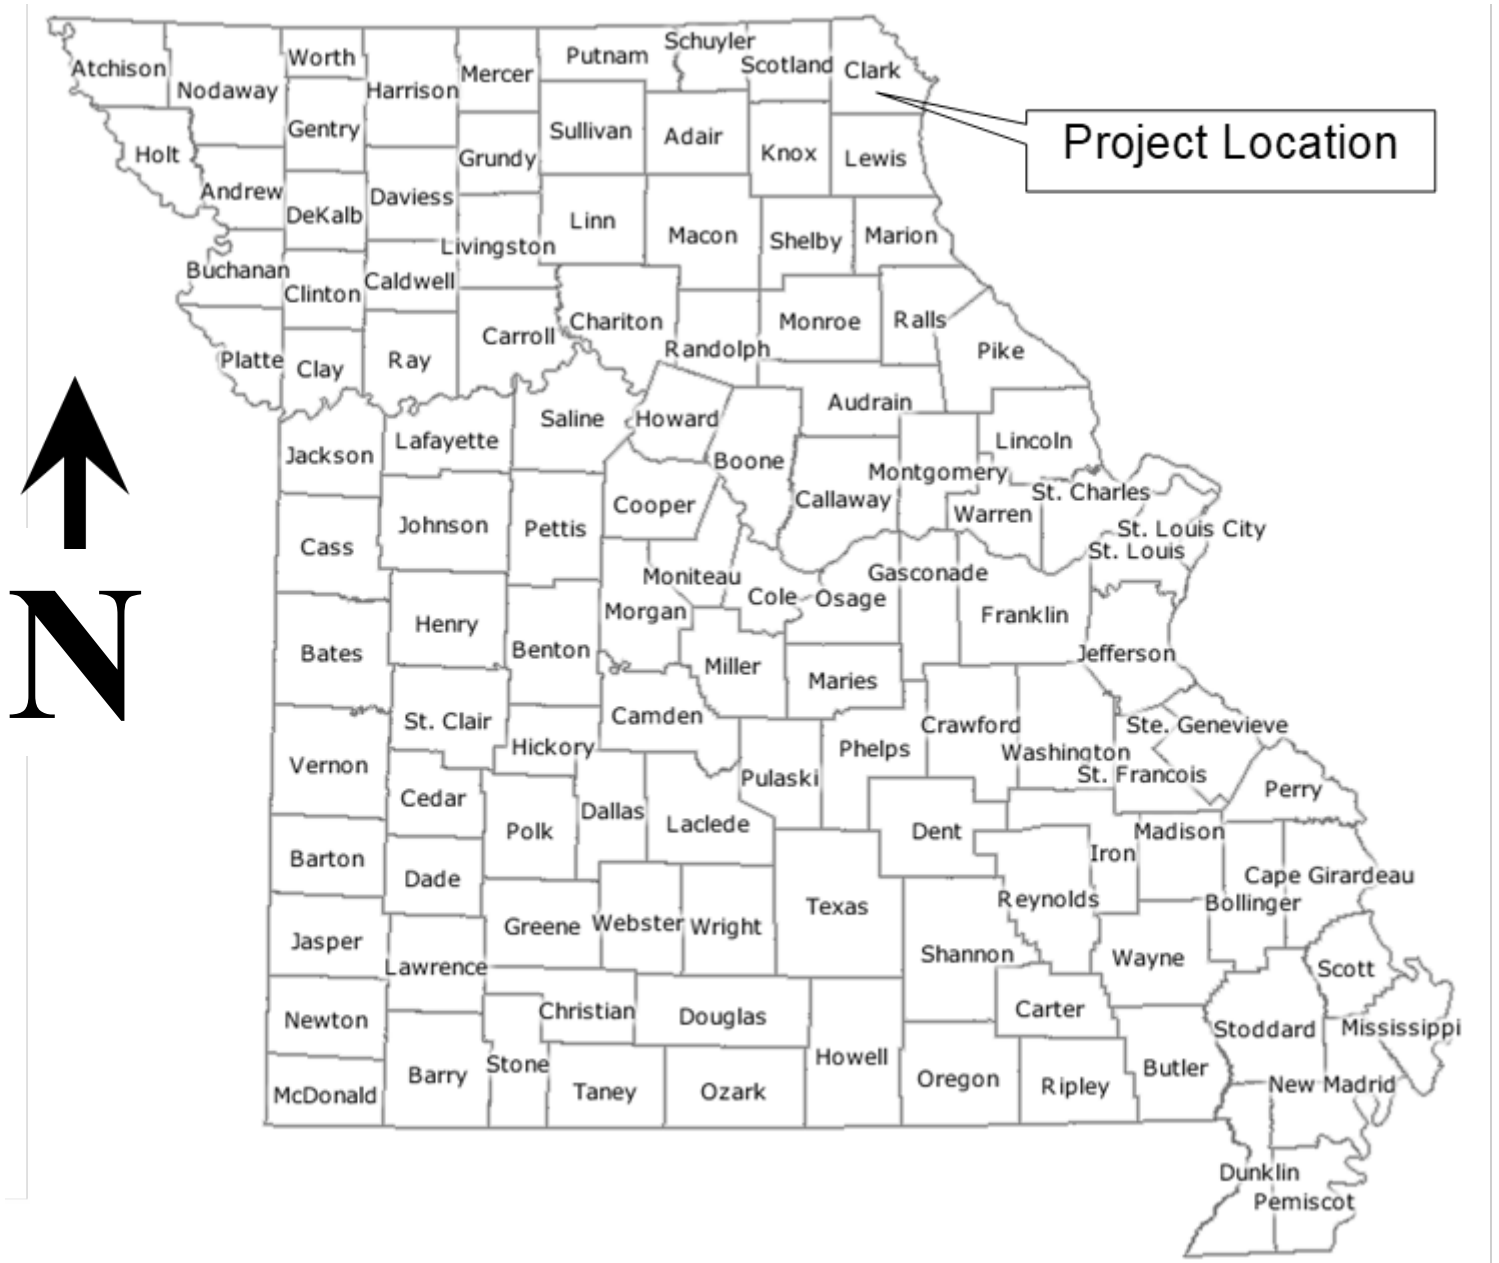 Schuyler
Worth
Putnam
Scotland
Atchison
Clark
Mercer
Nodaway
Harrison
Gentry
Sullivan
Adair
Project Location
Holt
Grundy
Knox
Lewis
Andrew
Daviess
DeKalb
Linn
Macon
Shelby
Marion
Livingston
Buchanan
Caldwell
Clinton
Chariton
Monroe
Ralls
Carroll
Randolph
Pike
Platte
Clay
Ray
Audrain
Saline
Howard
Lafayette
Lincoln
Jackson
Boone
Montgomery
St. Charles
Callaway
Cooper
Warren
Johnson
Pettis
St. Louis City
Cass
St. Louis
Moniteau
Gasconade
N
Cole
Osage
Morgan
Franklin
Henry
Bates
Benton
Jefferson
Miller
Maries
St. Clair
Camden
Crawford
Ste. Genevieve
Hickory
Phelps
Washington
Vernon
Pulaski
St. Francois
Perry
Cedar
Dallas
Laclede
Polk
Dent
Madison
Barton
Iron
Dade
Cape Girardeau
Texas
Reynolds
Bollinger
Greene
Webster
Wright
Jasper
Shannon
Wayne
Lawrence
Scott
Christian
Carter
Newton
Douglas
Stoddard
Mississippi
Howell
Stone
Barry
Butler
Oregon
Ripley
New Madrid
McDonald
Taney
Ozark
Dunklin
Pemiscot